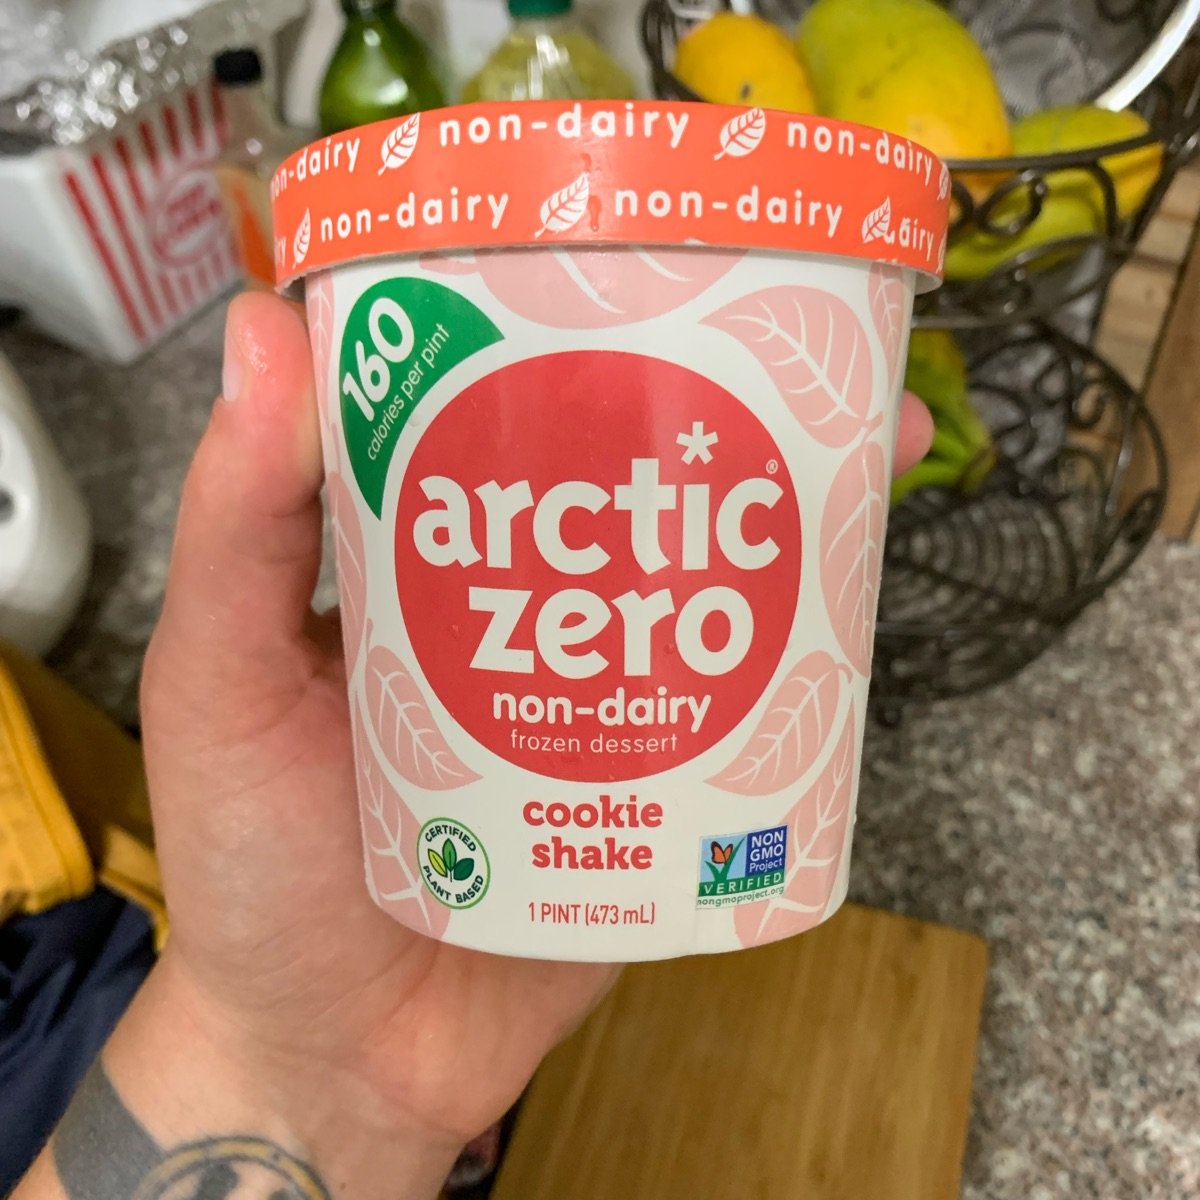 non-dairy non-dairy non-dairy
non-dairy non-dairy dairy
160
calories per pint
arctic®
zero
non-dairy
frozen dessert
cookie
shake
CERTIFIED
PLANT BASED
NON
GMO
Project
VERIFIED
nongmoproject.org
1 PINT (473 mL)